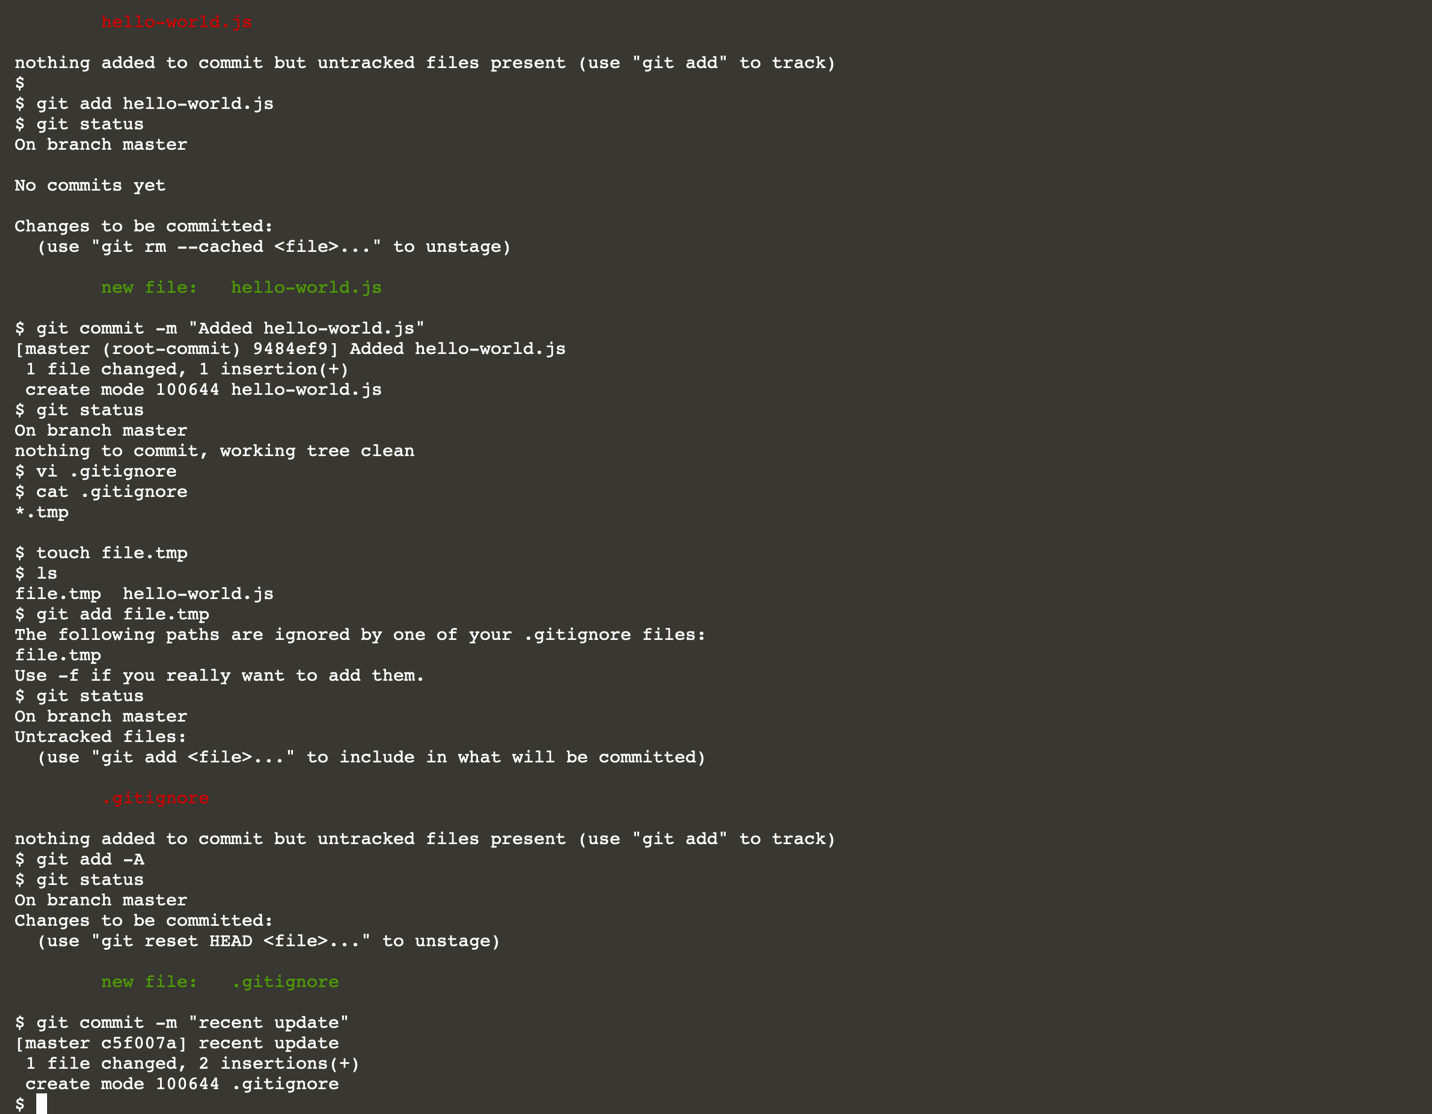 hello-world.js
nothing added to commit but untracked files present (use "git add" to track)
$
$ git add hello-world.js
$ git status
On branch master
No commits yet
Changes to be committed:
  (use "git rm --cached <file>..." to unstage)
        new file:   hello-world.js
$ git commit -m "Added hello-world.js"
[master (root-commit) 9484ef9] Added hello-world.js
 1 file changed, 1 insertion(+)
 create mode 100644 hello-world.js
$ git status
On branch master
nothing to commit, working tree clean
$ vi .gitignore
$ cat .gitignore
*.tmp
$ touch file.tmp
$ ls
file.tmp  hello-world.js
$ git add file.tmp
The following paths are ignored by one of your .gitignore files:
file.tmp
Use -f if you really want to add them.
$ git status
On branch master
Untracked files:
  (use "git add <file>..." to include in what will be committed)
        .gitignore
nothing added to commit but untracked files present (use "git add" to track)
$ git add -A
$ git status
On branch master
Changes to be committed:
  (use "git reset HEAD <file>..." to unstage)
        new file:   .gitignore
$ git commit -m "recent update"
[master c5f007a] recent update
 1 file changed, 2 insertions(+)
 create mode 100644 .gitignore
$